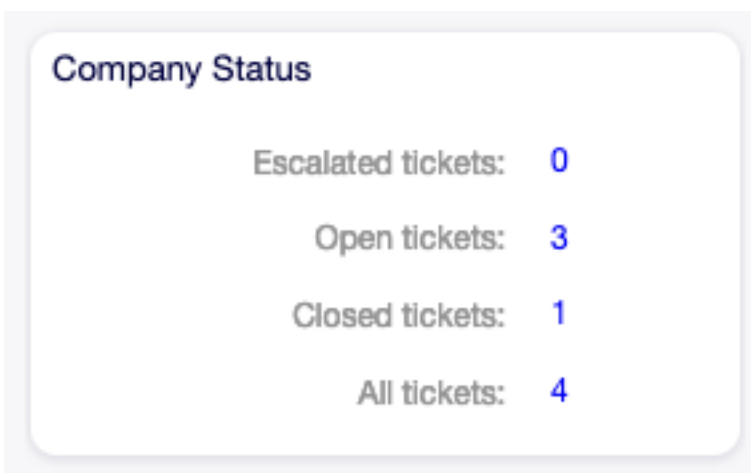 Company Status
Escalated tickets: 0
Open tickets: 3
Closed tickets: 1
All tickets: 4